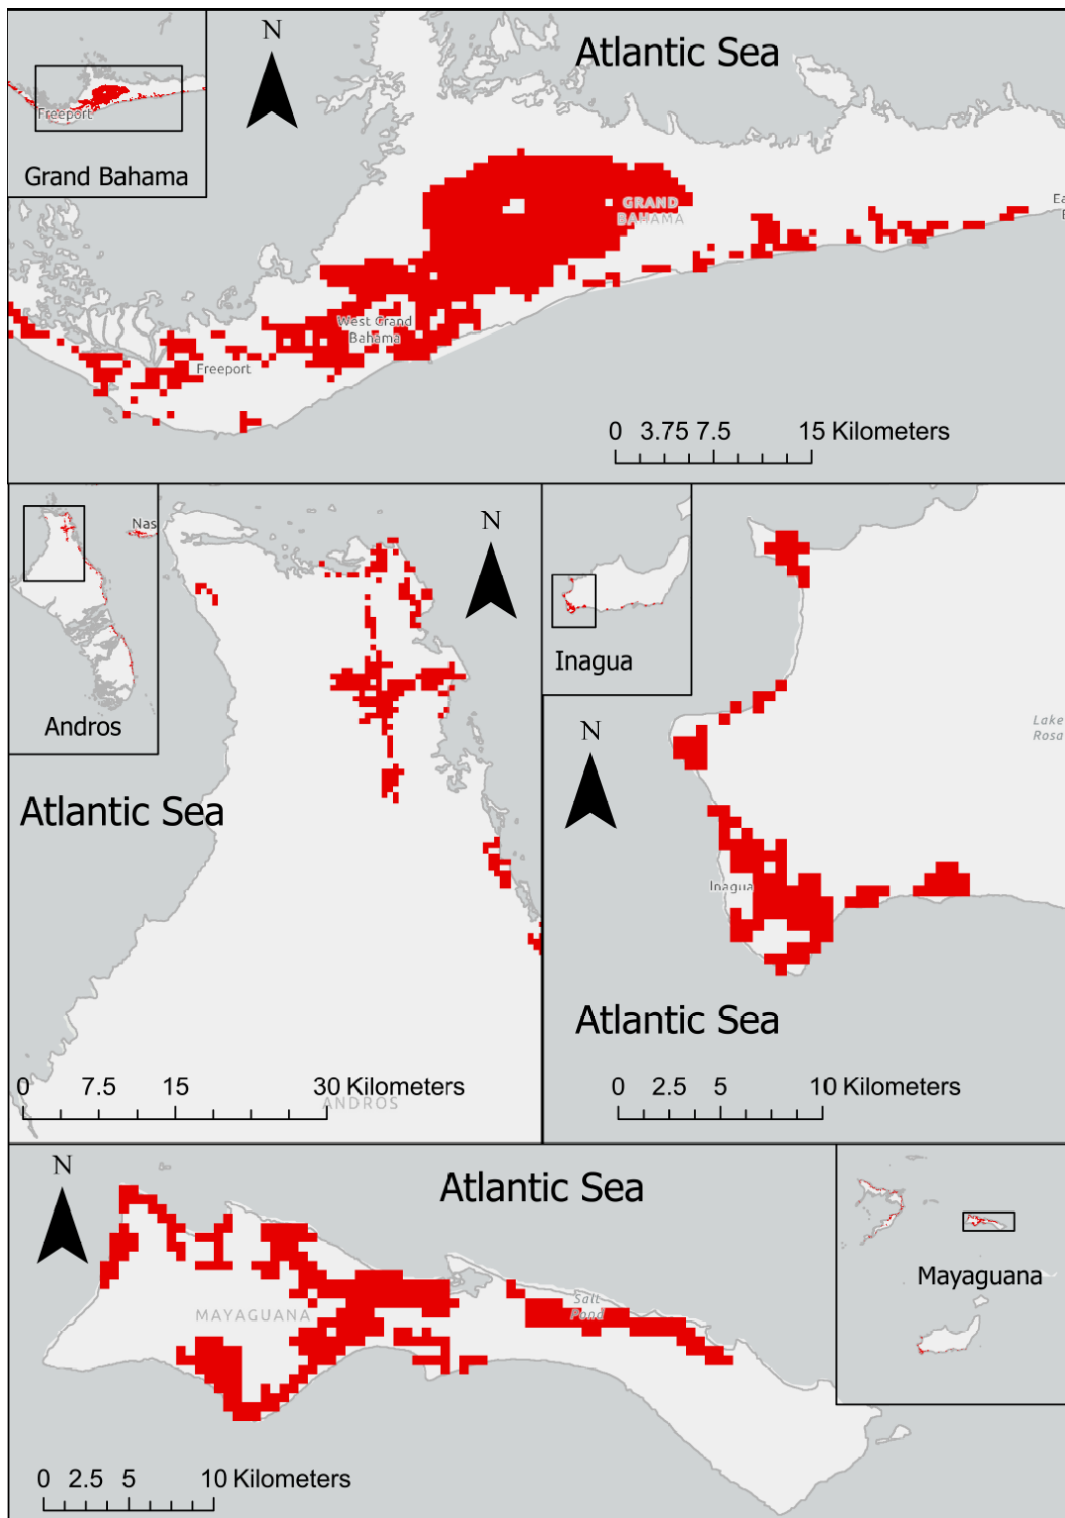 N
Atlantic Sea
Freeport
Grand Bahama
GRAND
BAHAMA
Ea
West Grand
Bahama
Freeport
0 3.75 7.5 15 Kilometers
Nas
Andros
N
Atlantic Sea
0 7.5 15 30 Kilometers
ANDROS
Inagua
N
Lake
Rosa
Inagua
Atlantic Sea
0 2.5 5 10 Kilometers
N
Atlantic Sea
MAYAGUANA
Salt
Pond
Mayaguana
0 2.5 5 10 Kilometers